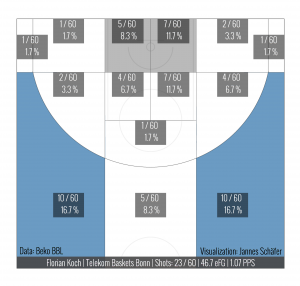 1 / 60
1.7 %
5 / 60
8.3 %
7 / 60
11.7 %
2 / 60
3.3 %
1 / 60
1.7 %
1 / 60
1.7 %
2 / 60
3.3 %
4 / 60
6.7 %
7 / 60
11.7 %
4 / 60
6.7 %
1 / 60
1.7 %
10 / 60
16.7 %
5 / 60
8.3 %
10 / 60
16.7 %
Data: Beko BBL
Visualization: Jannes Schäfer
Florian Koch | Telekom Baskets Bonn | Shots: 23 / 60 | 46.7 eFG | 1.07 PPS